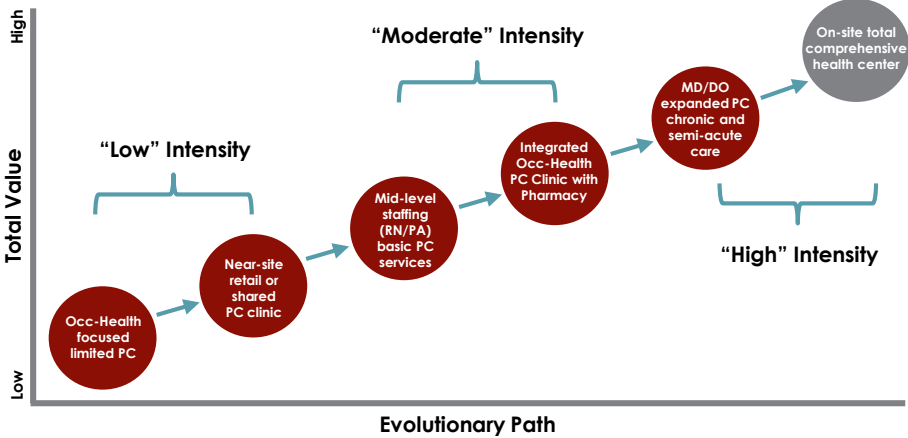 High
Total Value
Low
"Low" Intensity
"Moderate" Intensity
"High" Intensity
Occ-Health
focused
limited PC
Near-site
retail or
shared
PC clinic
Mid-level
staffing
(RN/PA)
basic PC
services
Integrated
Occ-Health
PC Clinic with
Pharmacy
MD/DO
expanded PC
chronic and
semi-acute
care
On-site total
comprehensive
health center
Evolutionary Path